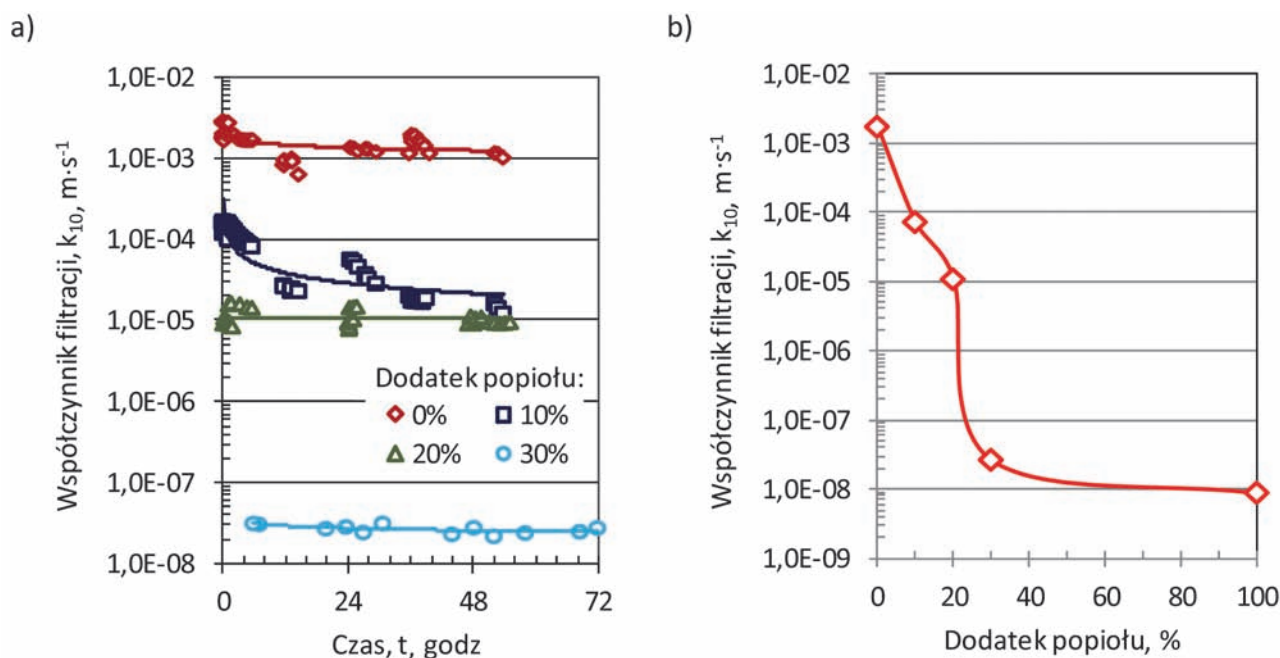 a)
1,0E-02
1,0E-03
1,0E-04
1,0E-05
1,0E-06
1,0E-07
1,0E-08
Współczynnik filtracji, k₁₀, m·s⁻¹
Dodatek popiołu:
0% 10%
20% 30%
0 24 48 72
Czas, t, godz
b)
1,0E-02
1,0E-03
1,0E-04
1,0E-05
1,0E-06
1,0E-07
1,0E-08
1,0E-09
Współczynnik filtracji, k₁₀, m·s⁻¹
0 20 40 60 80 100
Dodatek popiołu, %